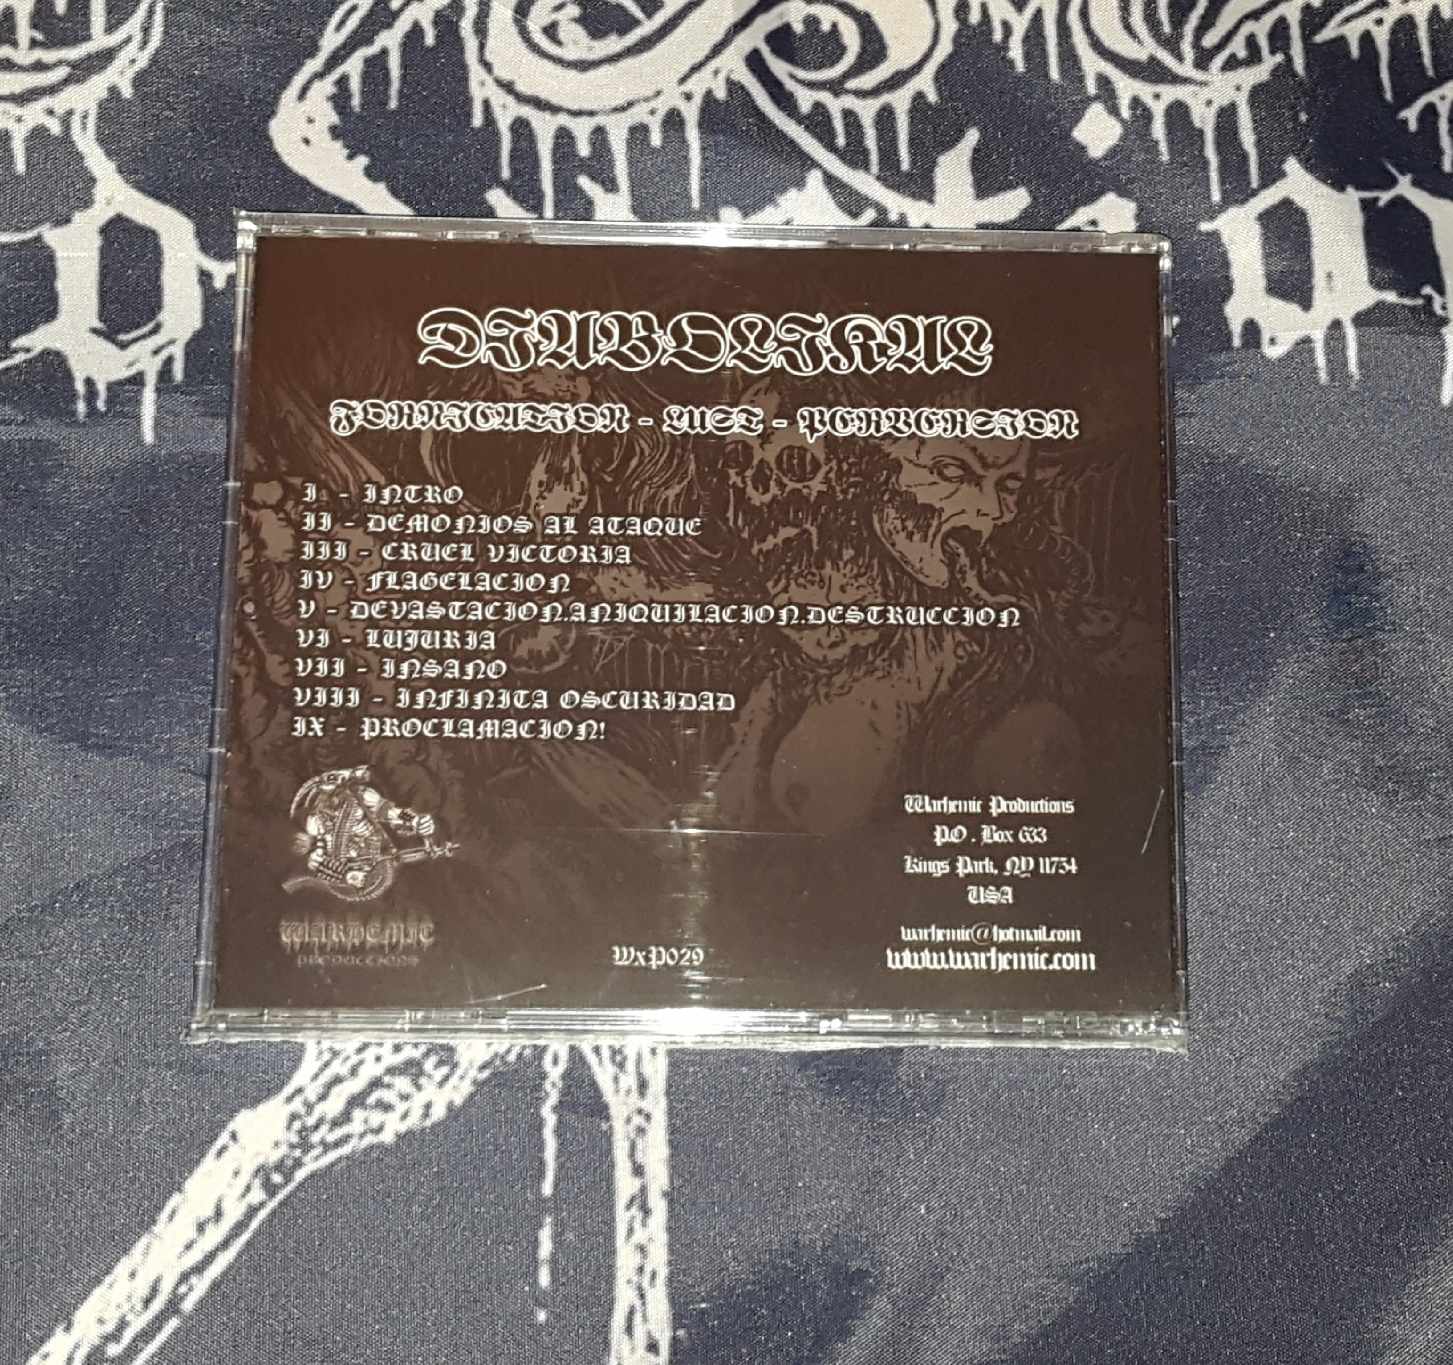 DIABOLIKAL
FORNICATION - LUST - PERVERSION
I - INTRO
II - DEMONIOS AL ATAQUE
III - CRUEL VICTORIA
IV - FLAGELACION
V - DEVASTACION.ANIQUILACION.DESTRUCCION
VI - LUJURIA
VII - INSANO
VIII - INFINITA OSCURIDAD
IX - PROCLAMACION!
WARHEMIC
PRODUCTIONS
WxP029
Warhemic Productions
P.O . Box 633
Kings Park, NY 11754
USA
warhemic@hotmail.com
www.warhemic.com